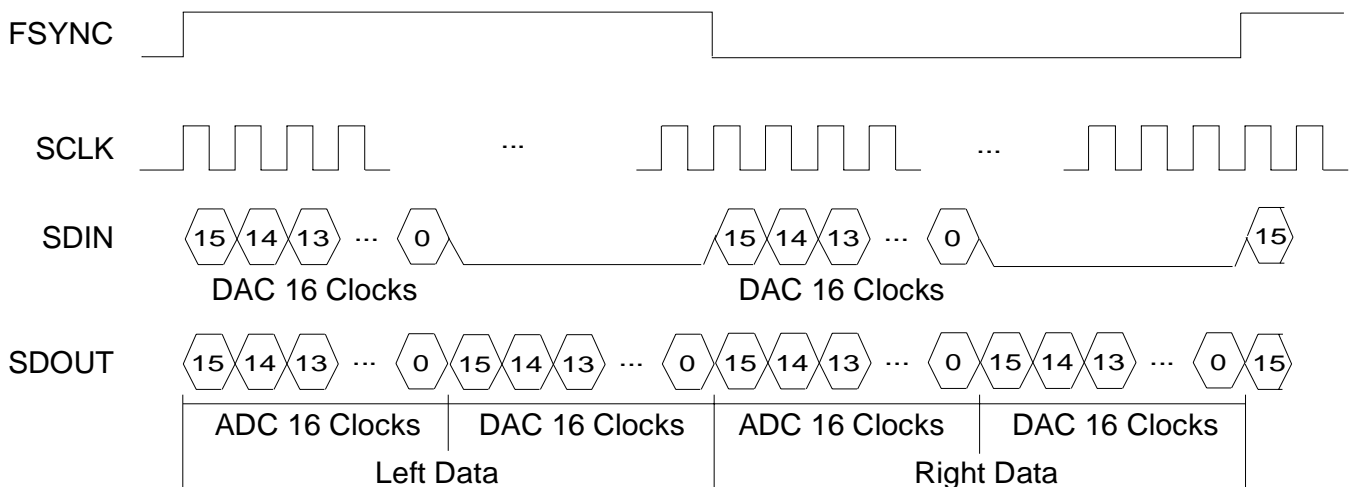 FSYNC
SCLK ... ...
SDIN 15 14 13 ... 0 15 14 13 ... 0 15
DAC 16 Clocks DAC 16 Clocks
SDOUT 15 14 13 ... 0 15 14 13 ... 0 15 14 13 ... 0 15 14 13 ... 0 15
ADC 16 Clocks DAC 16 Clocks ADC 16 Clocks DAC 16 Clocks
Left Data Right Data